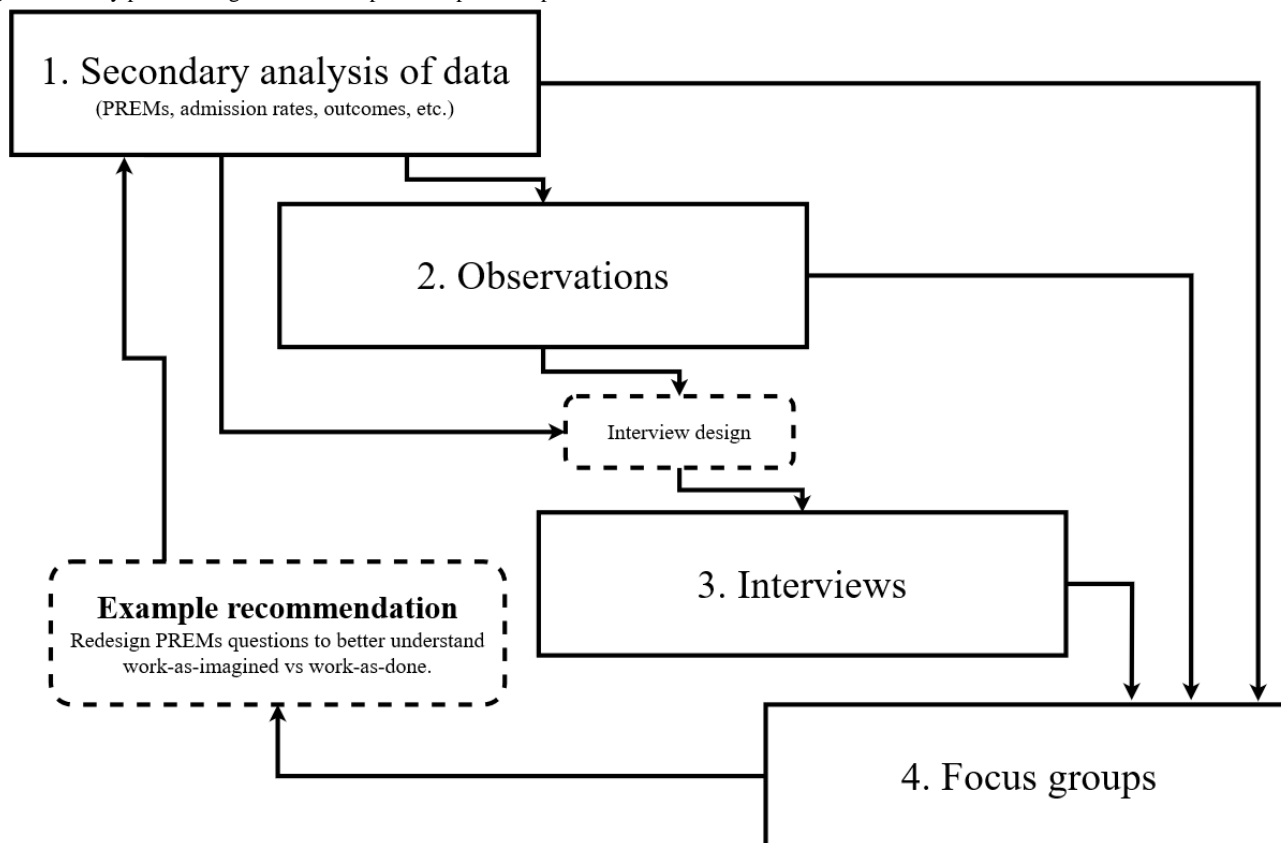 1. Secondary analysis of data
(PREMs, admission rates, outcomes, etc.)
2. Observations
Interview design
3. Interviews
Example recommendation
Redesign PREMs questions to better understand
work-as-imagined vs work-as-done.
4. Focus groups